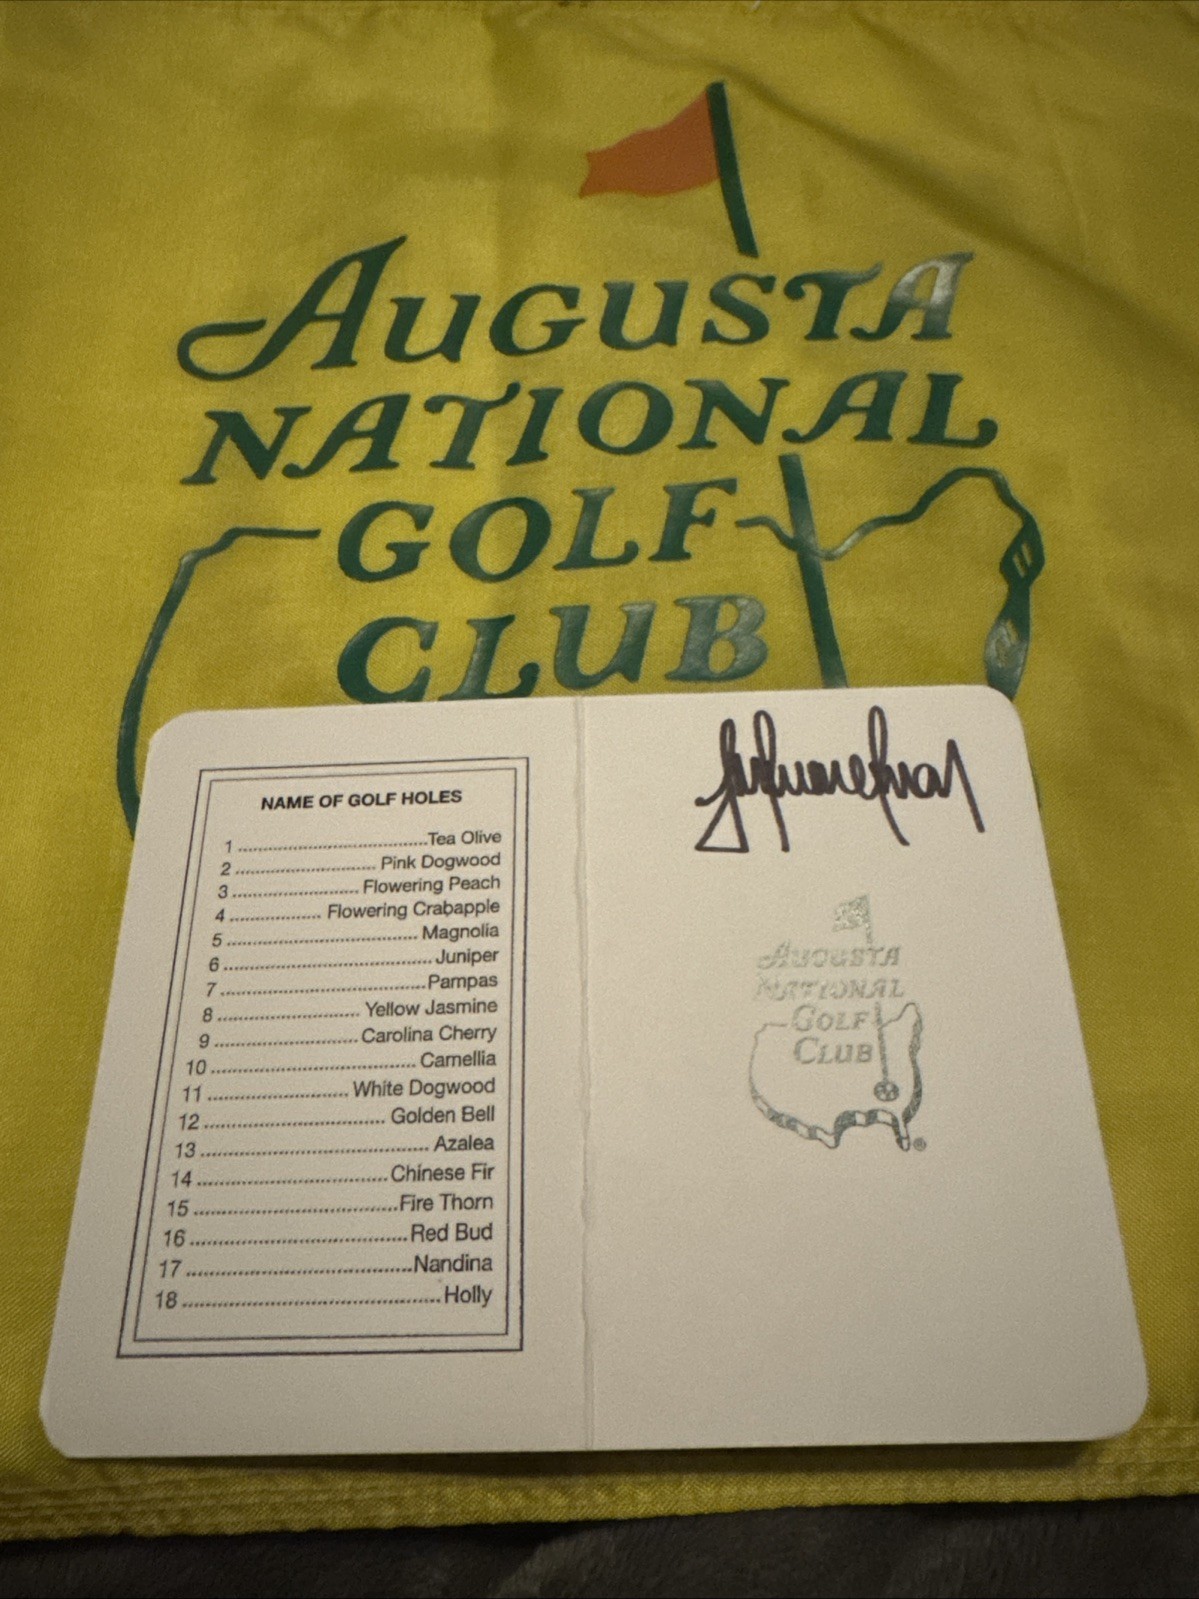 AUGUSTA
NATIONAL
GOLF
CLUB
NAME OF GOLF HOLES
1 ........................................Tea Olive
2 .............................. Pink Dogwood
3 .......................... Flowering Peach
4 ................... Flowering Crabapple
5 ........................................ Magnolia
6 ............................................ Juniper
7 ...........................................Pampas
8 .............................. Yellow Jasmine
9 .............................. Carolina Cherry
10 ........................................ Camellia
11 ............................. White Dogwood
12 ..................................... Golden Bell
13 ............................................... Azalea
14 .......................................Chinese Fir
15 .........................................Fire Thorn
16 ............................................Red Bud
17 .............................................Nandina
18 ....................................................Holly
AUGUSTA
NATIONAL
GOLF
CLUB
®